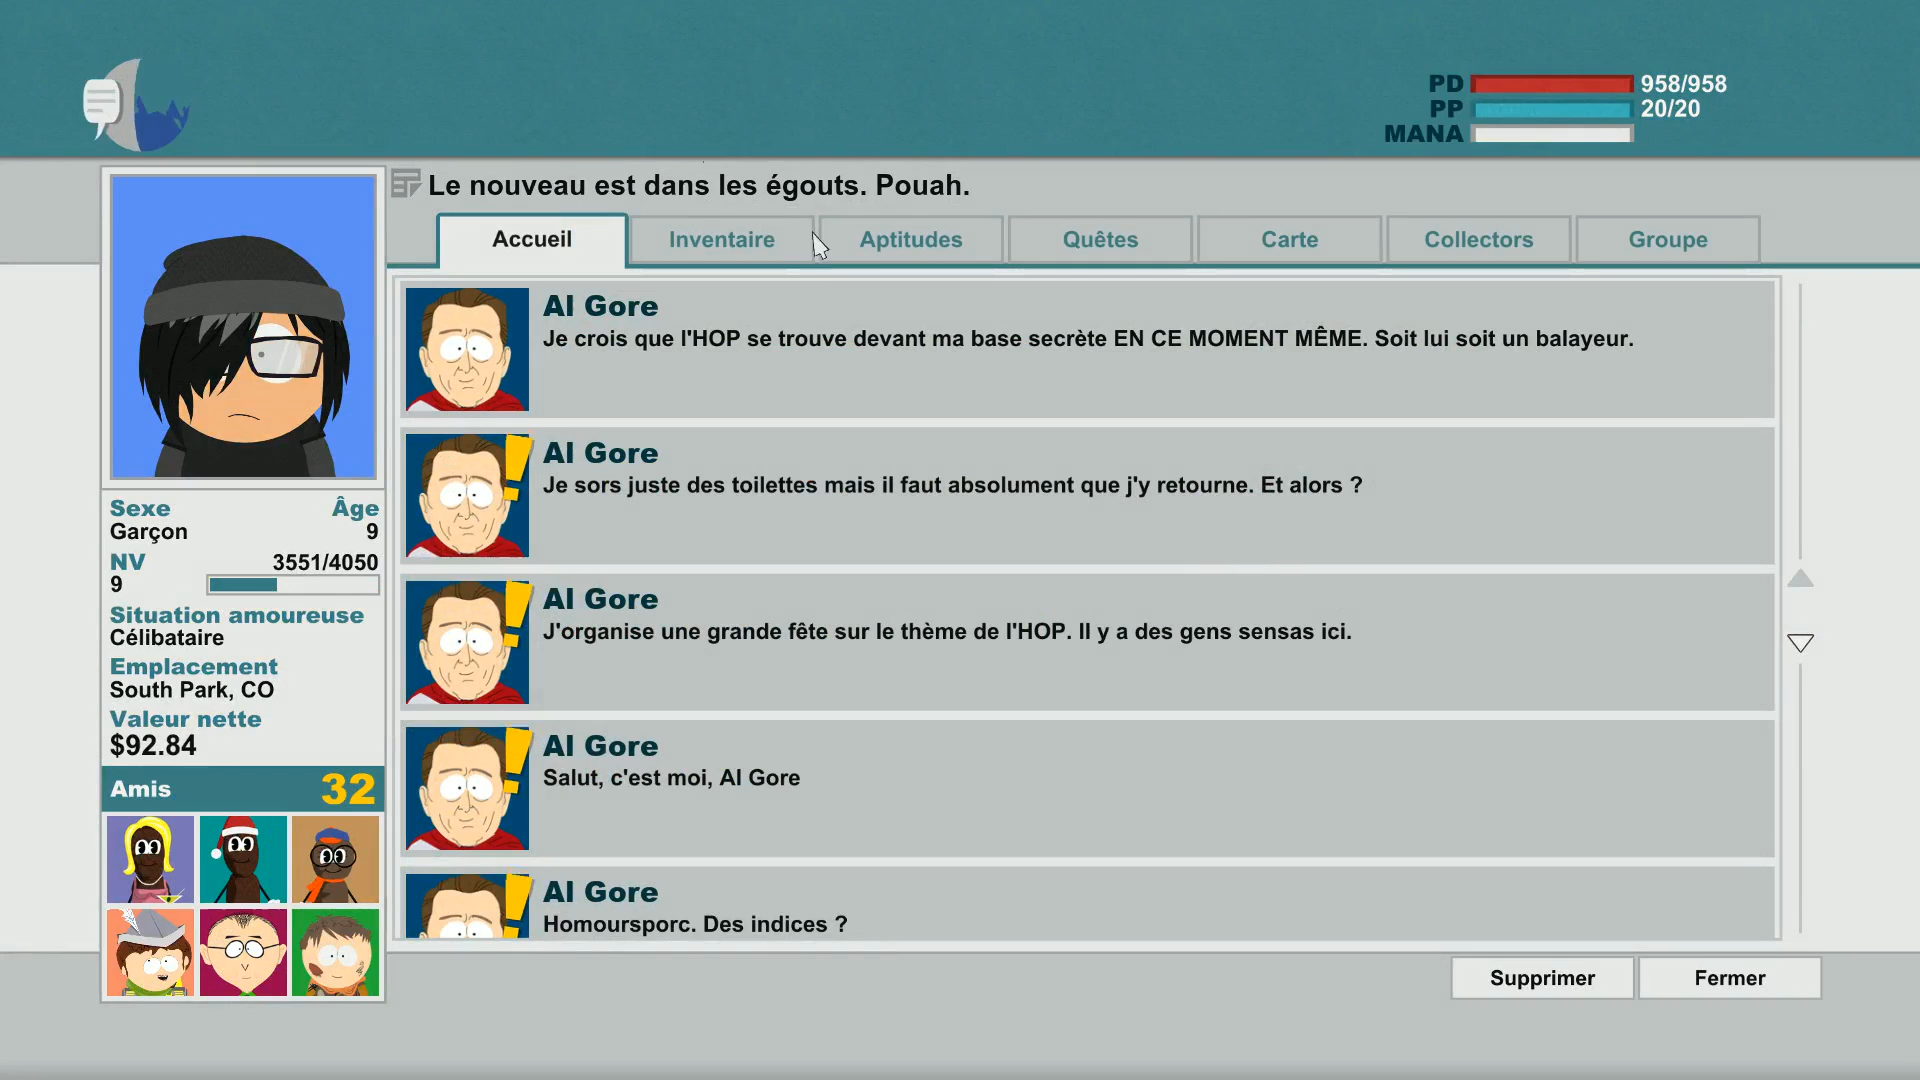 PD 958/958
PP 20/20
MANA
Le nouveau est dans les égouts. Pouah.
Accueil Inventaire Aptitudes Quêtes Carte Collectors Groupe
Sexe Âge
Garçon 9
NV 3551/4050
9
Situation amoureuse
Célibataire
Emplacement
South Park, CO
Valeur nette
$92.84
Amis 32
Al Gore
Je crois que l'HOP se trouve devant ma base secrète EN CE MOMENT MÊME. Soit lui soit un balayeur.
Al Gore
Je sors juste des toilettes mais il faut absolument que j'y retourne. Et alors ?
Al Gore
J'organise une grande fête sur le thème de l'HOP. Il y a des gens sensas ici.
Al Gore
Salut, c'est moi, Al Gore
Al Gore
Homoursporc. Des indices ?
Supprimer Fermer